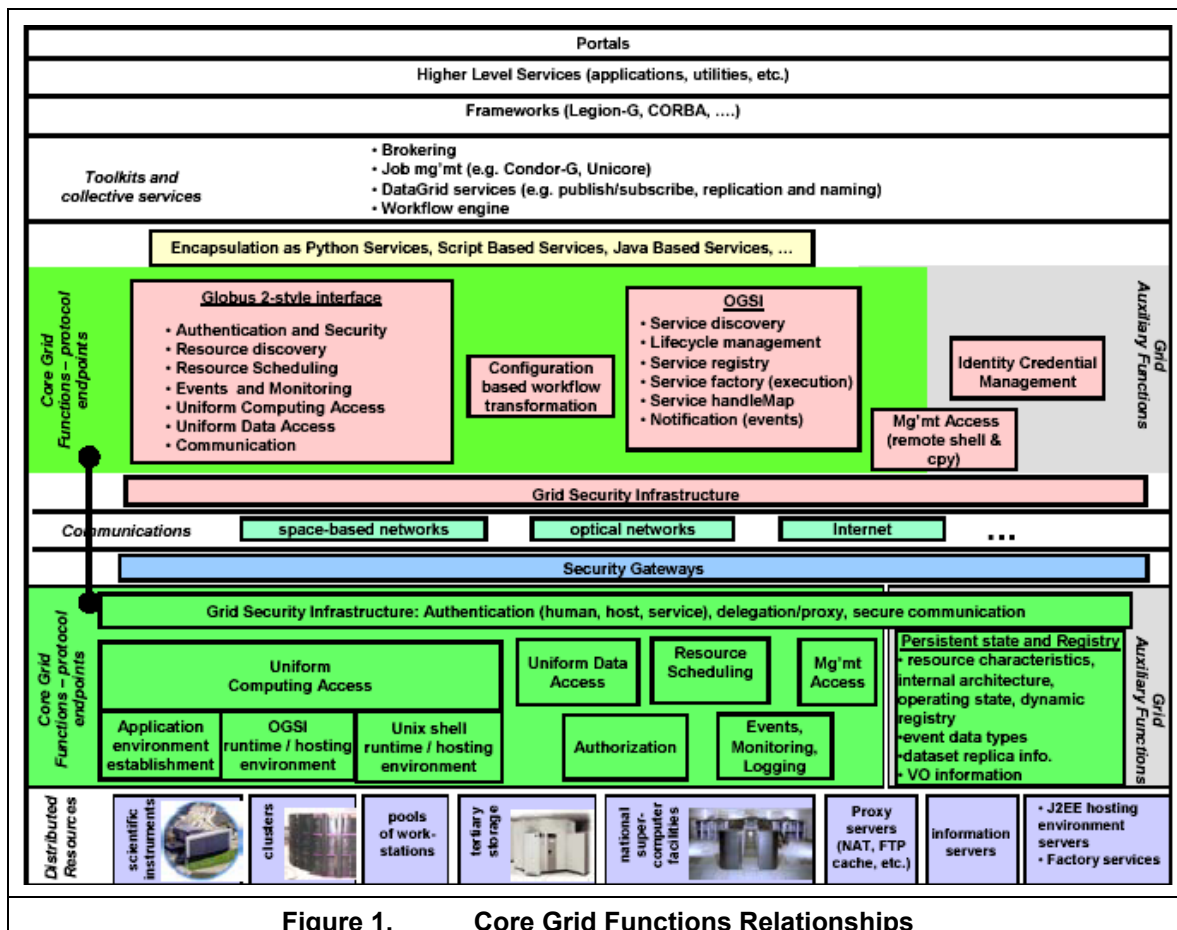 Portals
Higher Level Services (applications, utilities, etc.)
Frameworks (Legion-G, CORBA, ....)
Toolkits and
collective services
• Brokering
• Job mg'mt (e.g. Condor-G, Unicore)
• DataGrid services (e.g. publish/subscribe, replication and naming)
• Workflow engine
Encapsulation as Python Services, Script Based Services, Java Based Services, ...
Core Grid
Functions – protocol
endpoints
Globus 2-style interface
• Authentication and Security
• Resource discovery
• Resource Scheduling
• Events and Monitoring
• Uniform Computing Access
• Uniform Data Access
• Communication
Configuration
based workflow
transformation
OGSI
• Service discovery
• Lifecycle management
• Service registry
• Service factory (execution)
• Service handleMap
• Notification (events)
Mg'mt Access
(remote shell &
cpy)
Identity Credential
Management
Grid
Auxiliary Functions
Grid Security Infrastructure
Communications
space-based networks
optical networks
Internet
...
Security Gateways
Core Grid
Functions – protocol
endpoints
Grid Security Infrastructure: Authentication (human, host, service), delegation/proxy, secure communication
Uniform
Computing Access
Application
environment
establishment
OGSI
runtime / hosting
environment
Unix shell
runtime / hosting
environment
Uniform Data
Access
Resource
Scheduling
Mg'mt
Access
Authorization
Events,
Monitoring,
Logging
Persistent state and Registry
• resource characteristics,
internal architecture,
operating state, dynamic
registry
•event data types
•dataset replica info.
• VO information
Grid
Auxiliary Functions
Distributed
Resources
scientific
instruments
clusters
pools
of work-
stations
tertiary
storage
national
super-
computer
facilities
Proxy
servers
(NAT, FTP
cache, etc.)
information
servers
• J2EE hosting
environment
servers
• Factory services
Figure 1. Core Grid Functions Relationships